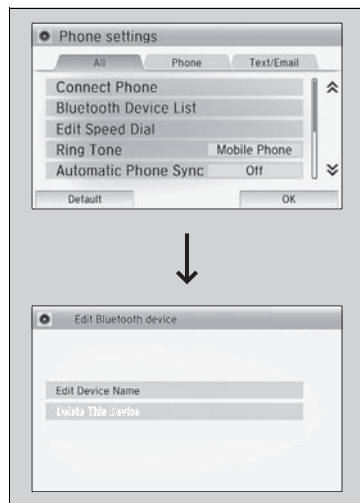 Phone settings
All Phone Text/Email
Connect Phone
Bluetooth Device List
Edit Speed Dial
Ring Tone Mobile Phone
Automatic Phone Sync Off
Default OK
Edit Bluetooth device
Edit Device Name
Delete This Device